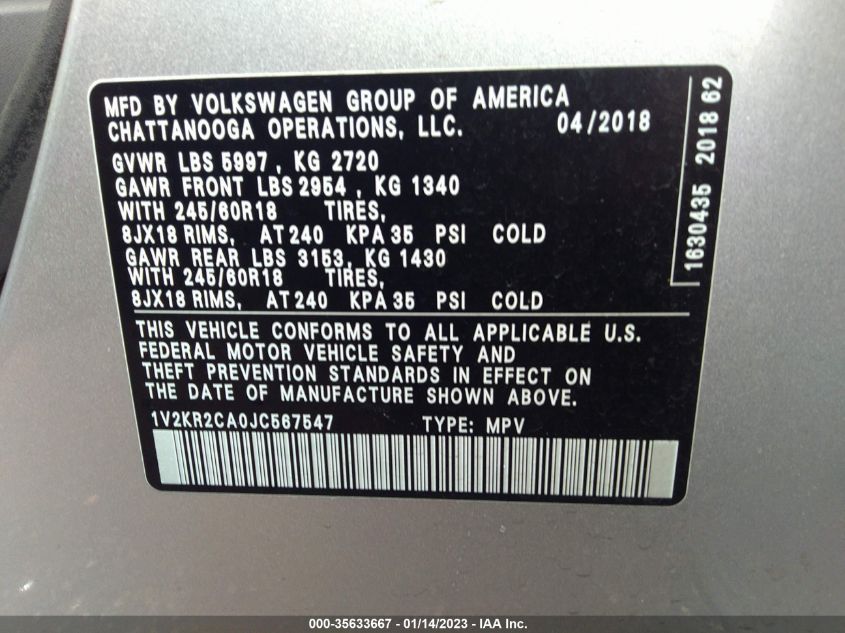 MFD BY VOLKSWAGEN GROUP OF AMERICA
CHATTANOOGA OPERATIONS, LLC. 04/2018
GVWR LBS 5997 , KG 2720
GAWR FRONT LBS 2954 , KG 1340
WITH 245/60R18 TIRES,
8JX18 RIMS, AT 240 KPA 35 PSI COLD
GAWR REAR LBS 3153, KG 1430
WITH 245/60R18 TIRES,
8JX18 RIMS, AT 240 KPA 35 PSI COLD
THIS VEHICLE CONFORMS TO ALL APPLICABLE U.S.
FEDERAL MOTOR VEHICLE SAFETY AND
THEFT PREVENTION STANDARDS IN EFFECT ON
THE DATE OF MANUFACTURE SHOWN ABOVE.
1V2KR2CA0JC567547 TYPE: MPV
1630435 2018 62
000-35633667 - 01/14/2023 - IAA Inc.